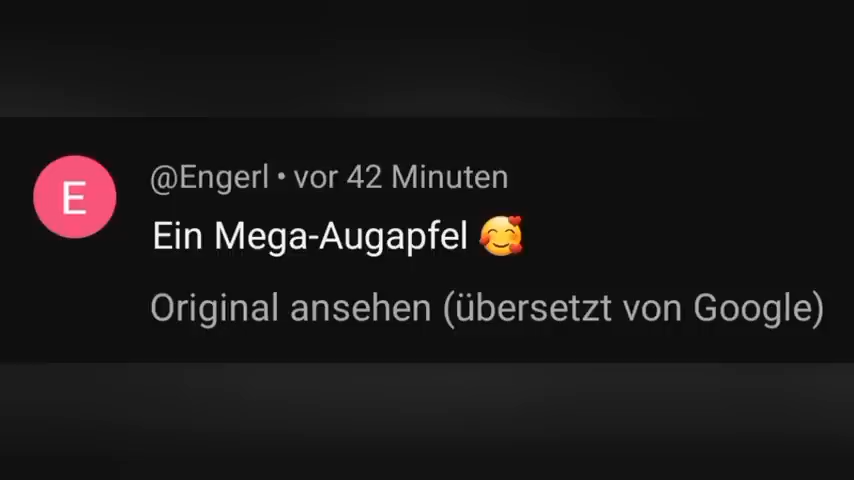 E
@Engerl • vor 42 Minuten
Ein Mega-Augapfel 🥰
Original ansehen (übersetzt von Google)